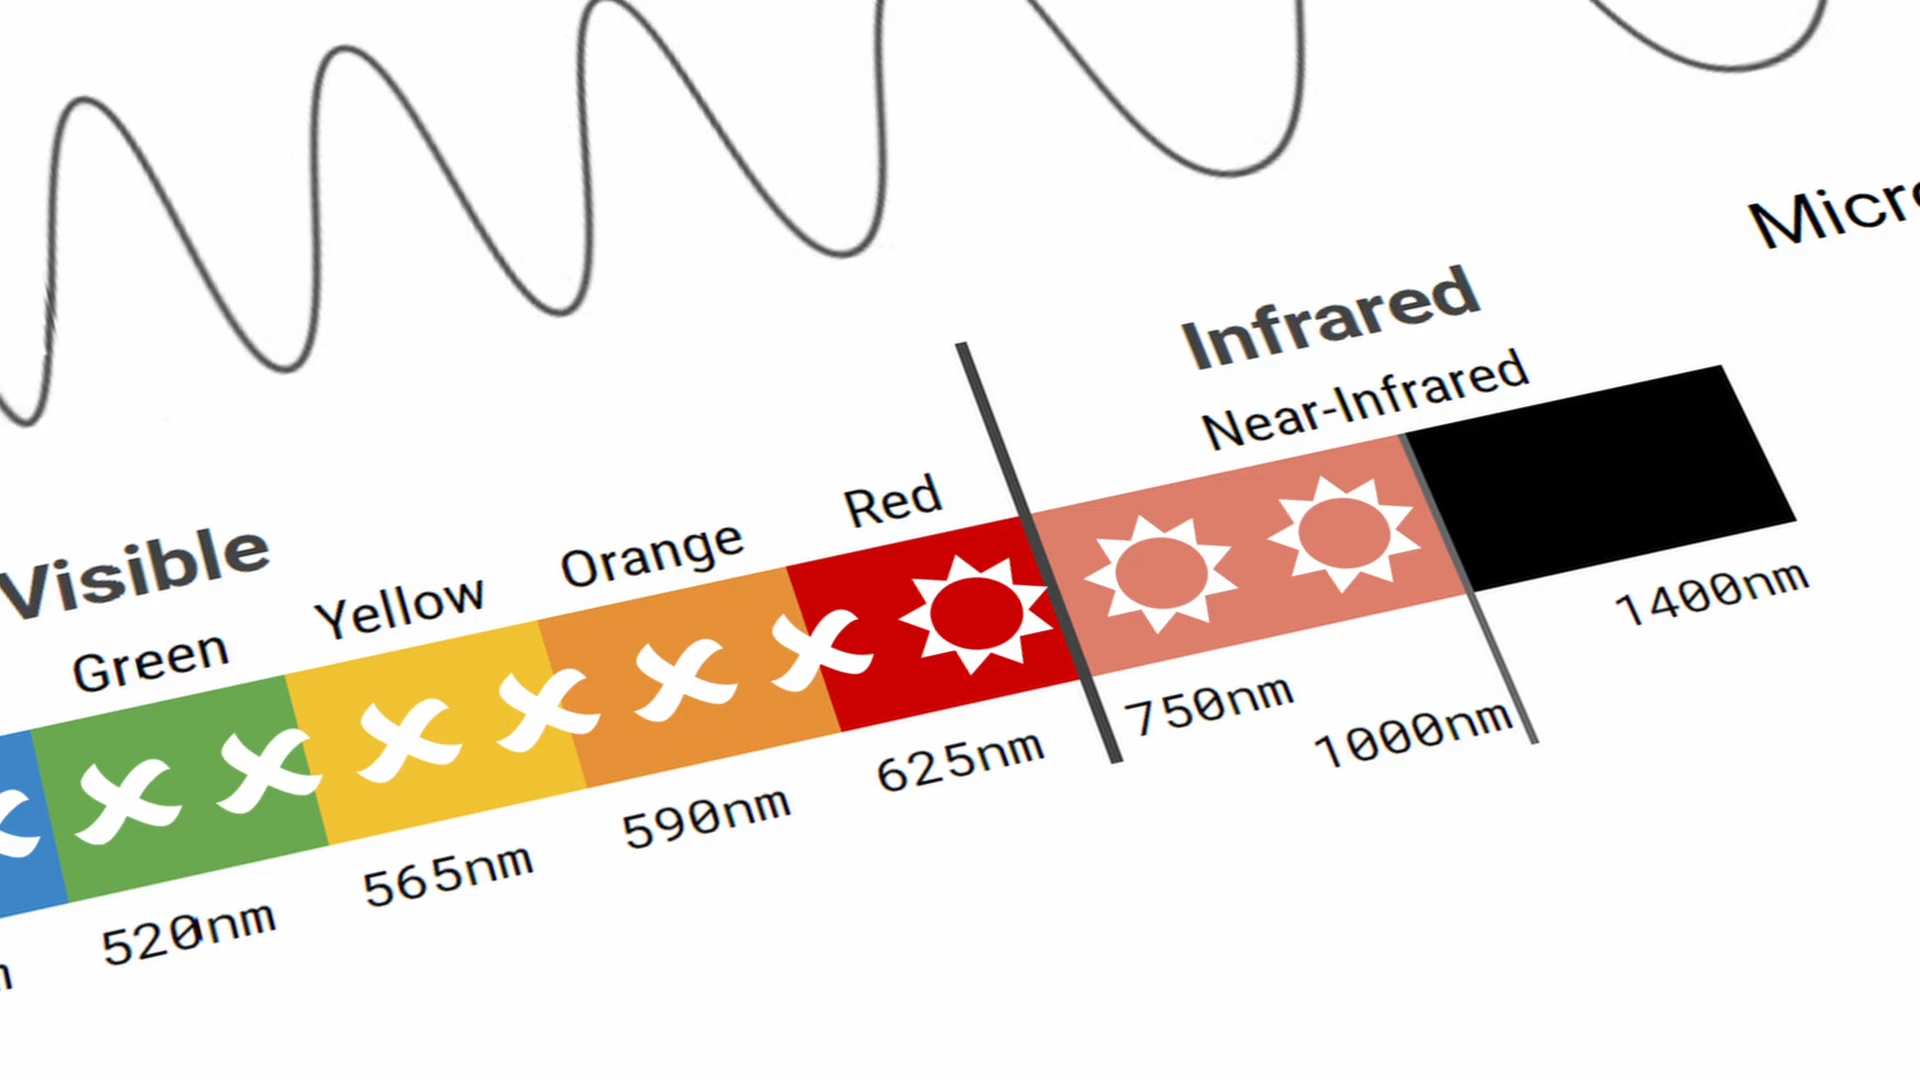 Visible
Green
Yellow
Orange
Red
Infrared
Near-Infrared
520nm
565nm
590nm
625nm
750nm
1000nm
1400nm